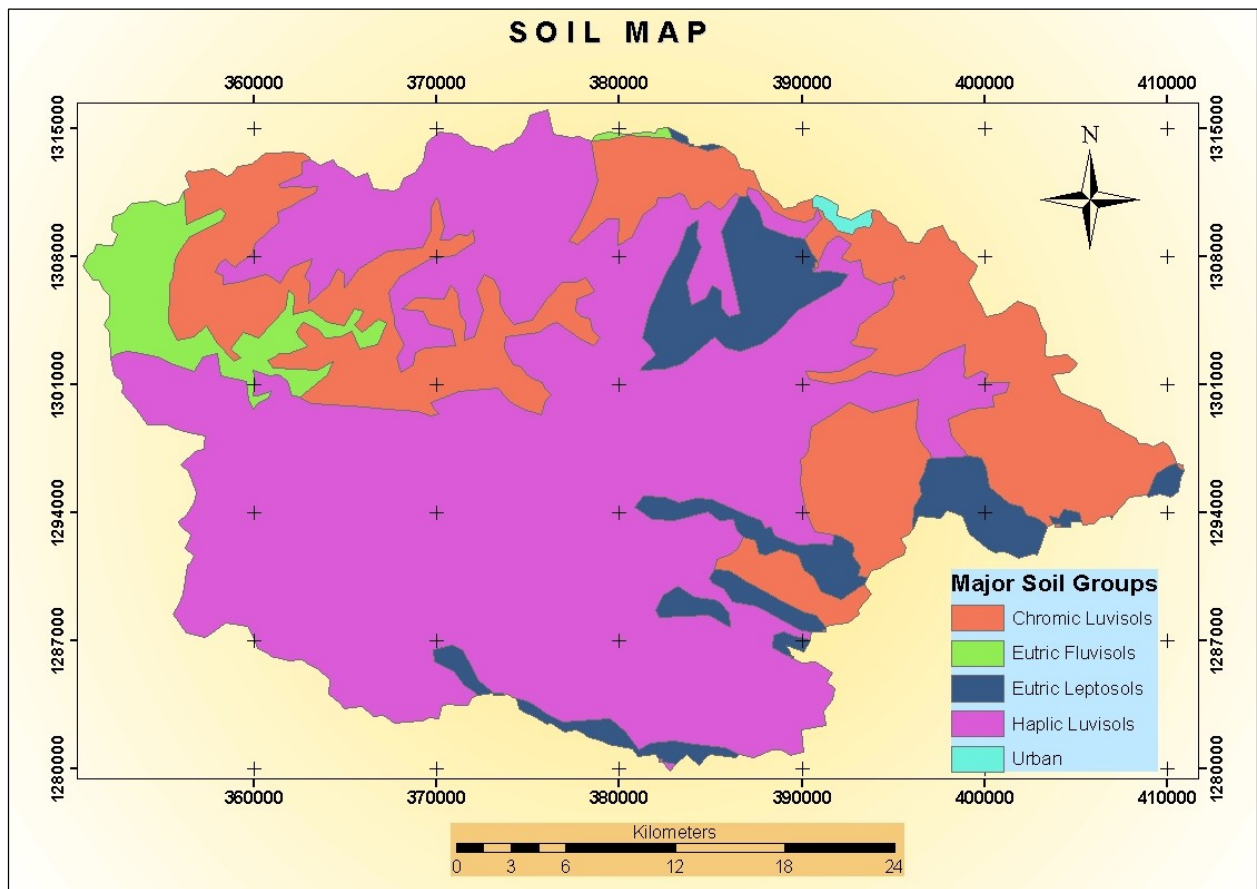 SOIL MAP
360000 370000 380000 390000 400000 410000
1315000 1315000
N
1308000 1308000
1301000 1301000
1294000 1294000
Major Soil Groups
Chromic Luvisols
Eutric Fluvisols
1287000 1287000
Eutric Leptosols
Haplic Luvisols
Urban
1280000 1280000
360000 370000 380000 390000 400000 410000
Kilometers
0 3 6 12 18 24